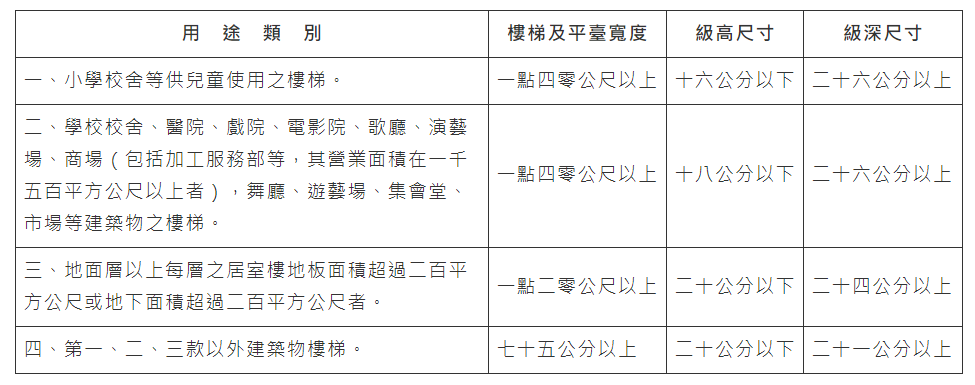 用途類別 樓梯及平臺寬度 級高尺寸 級深尺寸
一、小學校舍等供兒童使用之樓梯。 一點四零公尺以上 十六公分以下 二十六公分以上
二、學校校舍、醫院、戲院、電影院、歌廳、演藝
場、商場（包括加工服務部等，其營業面積在一千
五百平方公尺以上者），舞廳、遊藝場、集會堂、
市場等建築物之樓梯。
一點四零公尺以上 十八公分以下 二十六公分以上
三、地面層以上每層之居室樓地板面積超過二百平
方公尺或地下面積超過二百平方公尺者。
一點二零公尺以上 二十公分以下 二十四公分以上
四、第一、二、三款以外建築物樓梯。 七十五公分以上 二十公分以下 二十一公分以上